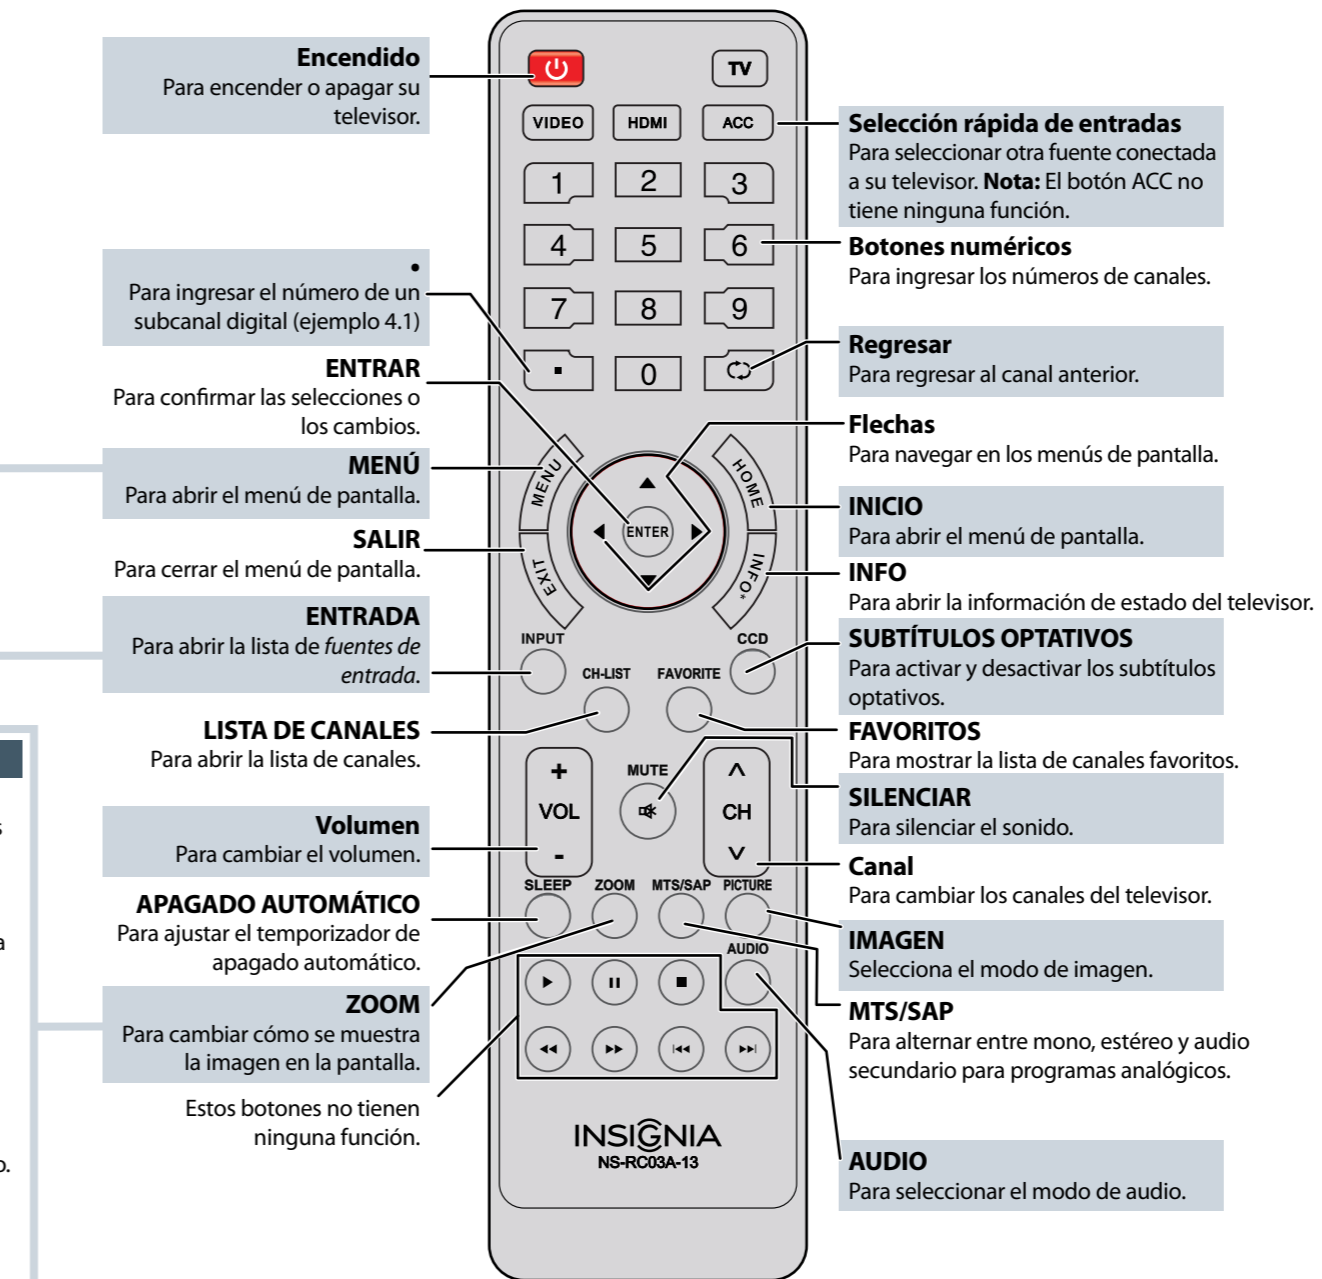 Encendido
Para encender o apagar su
televisor.
•
Para ingresar el número de un
subcanal digital (ejemplo 4.1)
ENTRAR
Para confirmar las selecciones o
los cambios.
MENÚ
Para abrir el menú de pantalla.
SALIR
Para cerrar el menú de pantalla.
ENTRADA
Para abrir la lista de fuentes de
entrada.
LISTA DE CANALES
Para abrir la lista de canales.
Volumen
Para cambiar el volumen.
APAGADO AUTOMÁTICO
Para ajustar el temporizador de
apagado automático.
ZOOM
Para cambiar cómo se muestra
la imagen en la pantalla.
Estos botones no tienen
ninguna función.
TV
VIDEO HDMI ACC
1 2 3
4 5 6
7 8 9
. 0
MENU
HOME
ENTER
EXIT
INFO*
INPUT
CCD
CH-LIST FAVORITE
+
VOL
-
MUTE
CH
SLEEP ZOOM MTS/SAP PICTURE
AUDIO
INSIGNIA
NS-RC03A-13
Selección rápida de entradas
Para seleccionar otra fuente conectada
a su televisor. Nota: El botón ACC no
tiene ninguna función.
Botones numéricos
Para ingresar los números de canales.
Regresar
Para regresar al canal anterior.
Flechas
Para navegar en los menús de pantalla.
INICIO
Para abrir el menú de pantalla.
INFO
Para abrir la información de estado del televisor.
SUBTÍTULOS OPTATIVOS
Para activar y desactivar los subtítulos
optativos.
FAVORITOS
Para mostrar la lista de canales favoritos.
SILENCIAR
Para silenciar el sonido.
Canal
Para cambiar los canales del televisor.
IMAGEN
Selecciona el modo de imagen.
MTS/SAP
Para alternar entre mono, estéreo y audio
secundario para programas analógicos.
AUDIO
Para seleccionar el modo de audio.